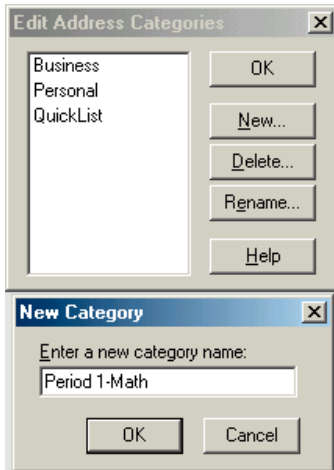 Edit Address Categories
Business
Personal
QuickList
OK
New...
Delete...
Rename...
Help
New Category
Enter a new category name:
Period 1-Math
OK Cancel